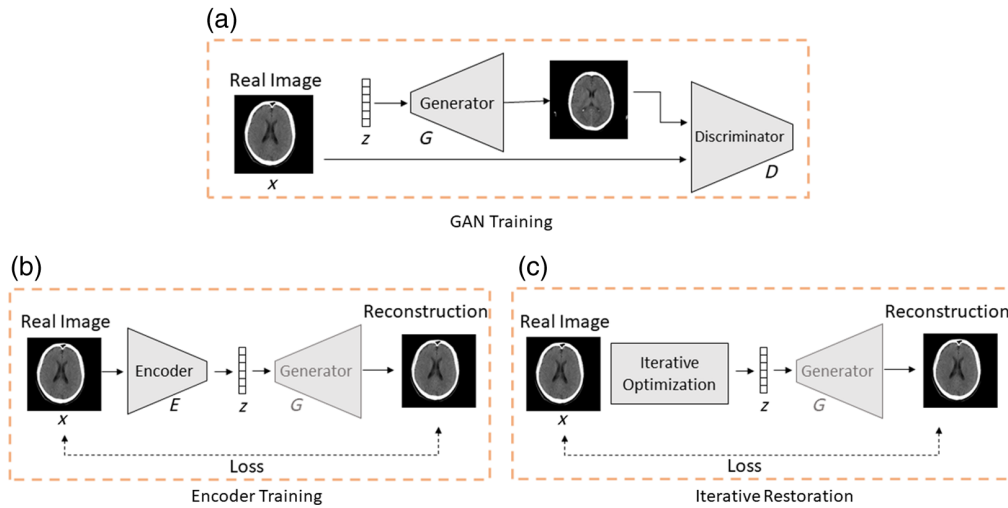 (a)
Real Image
x
z
Generator
G
Discriminator
D
GAN Training
(b)
Real Image
x
Encoder
E
z
Generator
G
Reconstruction
Loss
Encoder Training
(c)
Real Image
x
Iterative
Optimization
z
Generator
G
Reconstruction
Loss
Iterative Restoration